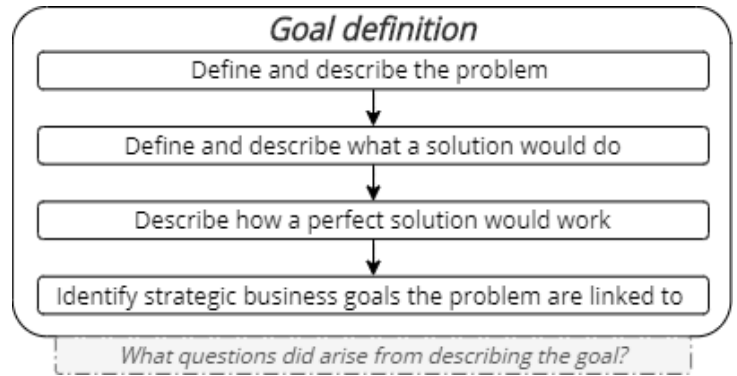 Goal definition
Define and describe the problem
Define and describe what a solution would do
Describe how a perfect solution would work
Identify strategic business goals the problem are linked to
What questions did arise from describing the goal?